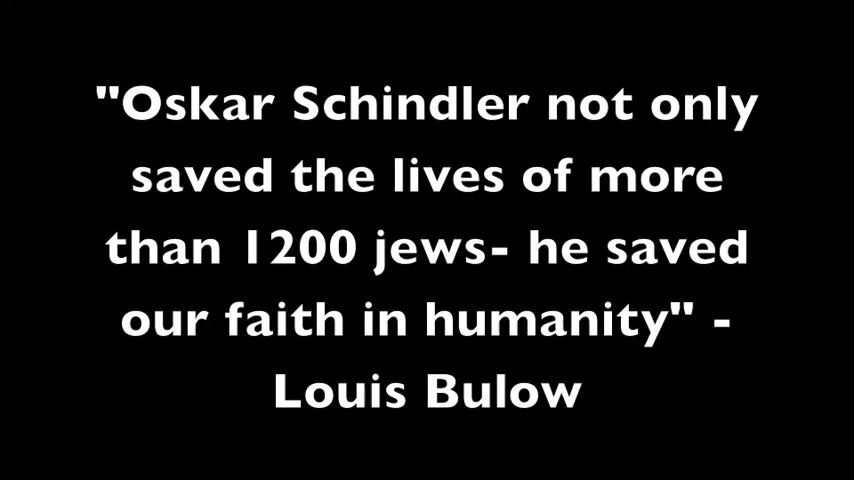 "Oskar Schindler not only
saved the lives of more
than 1200 jews- he saved
our faith in humanity" -
Louis Bulow